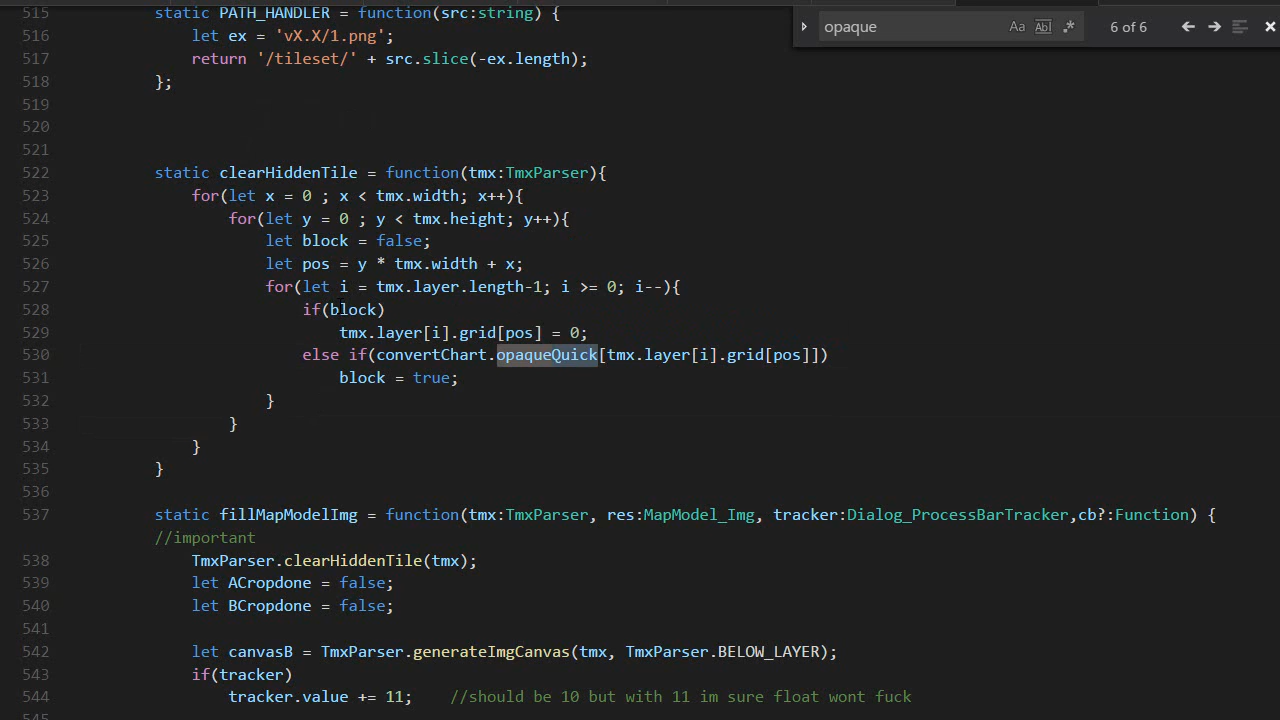 515 static PATH_HANDLER = function(src:string) {
opaque Aa Abl .* 6 of 6
516 let ex = 'vX.X/1.png';
517 return '/tileset/' + src.slice(-ex.length);
518 };
519
520
521
522 static clearHiddenTile = function(tmx:TmxParser){
523 for(let x = 0 ; x < tmx.width; x++){
524 for(let y = 0 ; y < tmx.height; y++){
525 let block = false;
526 let pos = y * tmx.width + x;
527 for(let i = tmx.layer.length-1; i >= 0; i--){
528 if(block)
529 tmx.layer[i].grid[pos] = 0;
530 else if(convertChart.opaqueQuick[tmx.layer[i].grid[pos]])
531 block = true;
532 }
533 }
534 }
535 }
536
537 static fillMapModelImg = function(tmx:TmxParser, res:MapModel_Img, tracker:Dialog_ProcessBarTracker,cb?:Function) {
//important
538 TmxParser.clearHiddenTile(tmx);
539 let ACropdone = false;
540 let BCropdone = false;
541
542 let canvasB = TmxParser.generateImgCanvas(tmx, TmxParser.BELOW_LAYER);
543 if(tracker)
544 tracker.value += 11; //should be 10 but with 11 im sure float wont fuck